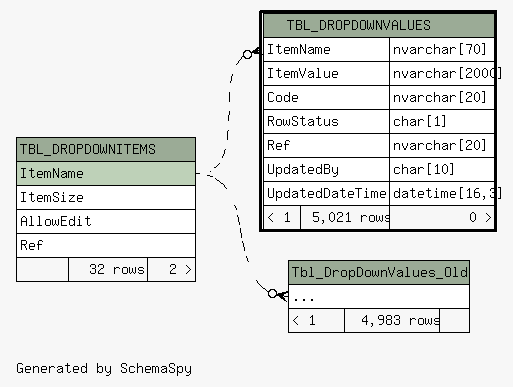 TBL_DROPDOWNVALUES
ItemName nvarchar[70]
ItemValue nvarchar[2000]
Code nvarchar[20]
RowStatus char[1]
Ref nvarchar[20]
UpdatedBy char[10]
UpdatedDateTime datetime[16,3]
< 1 5,021 rows 0 >
TBL_DROPDOWNITEMS
ItemName
ItemSize
AllowEdit
Ref
32 rows 2 >
Tbl_DropDownValues_Old
...
< 1 4,983 rows
Generated by SchemaSpy